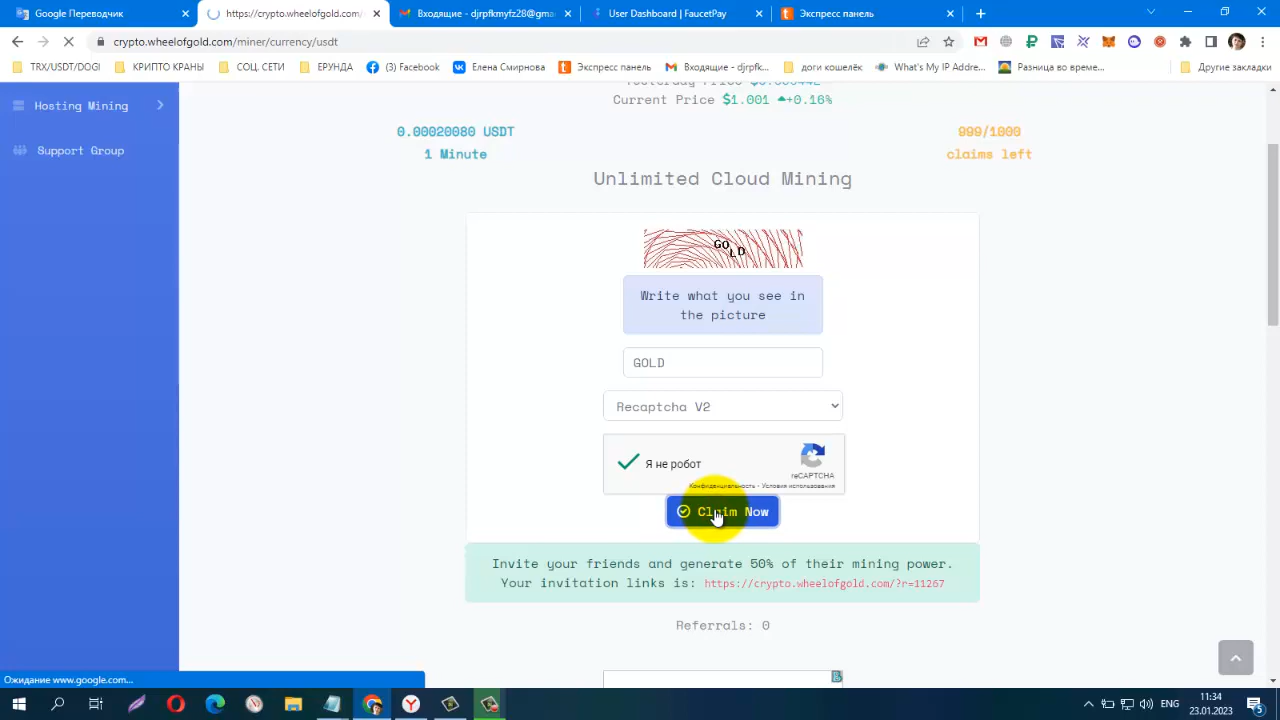 Google Переводчик
https://crypto.wheelofgold.com/
Входящие - djrpfkmyfz28@gma
User Dashboard | FaucetPay
Экспресс панель
crypto.wheelofgold.com/miner/currency/usdt
TRX/USDT/DOGI
КРИПТО КРАНЫ
СОЦ. СЕТИ
ЕРУНДА
(3) Facebook
Елена Смирнова
Экспресс панель
Входящие - djrpfk...
доги кошелёк
What's My IP Addre...
Разница во време...
Другие закладки
Hosting Mining
Support Group
Current Price $1.001 +0.16%
0.00020080 USDT
1 Minute
999/1000
claims left
Unlimited Cloud Mining
GOLD
Write what you see in
the picture
GOLD
Recaptcha V2
Я не робот
reCAPTCHA
Конфиденциальность - Условия использования
Claim Now
Invite your friends and generate 50% of their mining power.
Your invitation links is: https://crypto.wheelofgold.com/?r=11267
Referrals: 0
Ожидание www.google.com...
ENG
11:34
23.01.2023
5